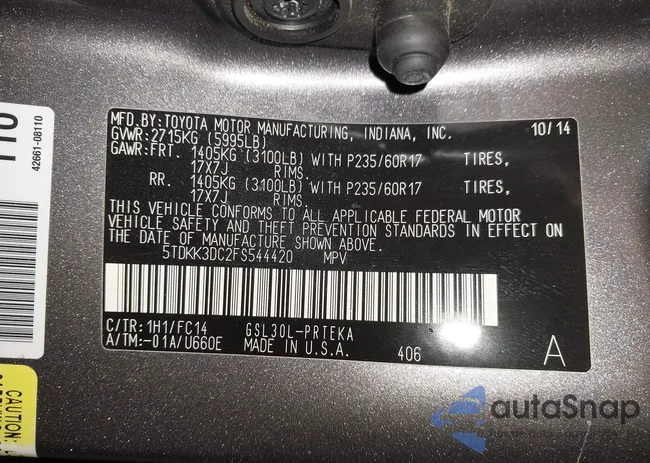 MFD.BY:TOYOTA MOTOR MANUFACTURING, INDIANA, INC. 10/14
GVWR:2715KG (5995LB)
GAWR:FRT. 1405KG (3100LB) WITH P235/60R17 TIRES,
17X7J RIMS.
RR. 1405KG (3100LB) WITH P235/60R17 TIRES,
17X7J RIMS.
THIS VEHICLE CONFORMS TO ALL APPLICABLE FEDERAL MOTOR
VEHICLE SAFETY AND THEFT PREVENTION STANDARDS IN EFFECT ON
THE DATE OF MANUFACTURE SHOWN ABOVE.
5TDKK3DC2FS544420 MPV
C/TR:1H1/FC14 GSL30L-PRTEKA
A/TM:-01A/U660E MADE IN U.S.A. 406 A
42661-08110
CAUTION:
autoSnap